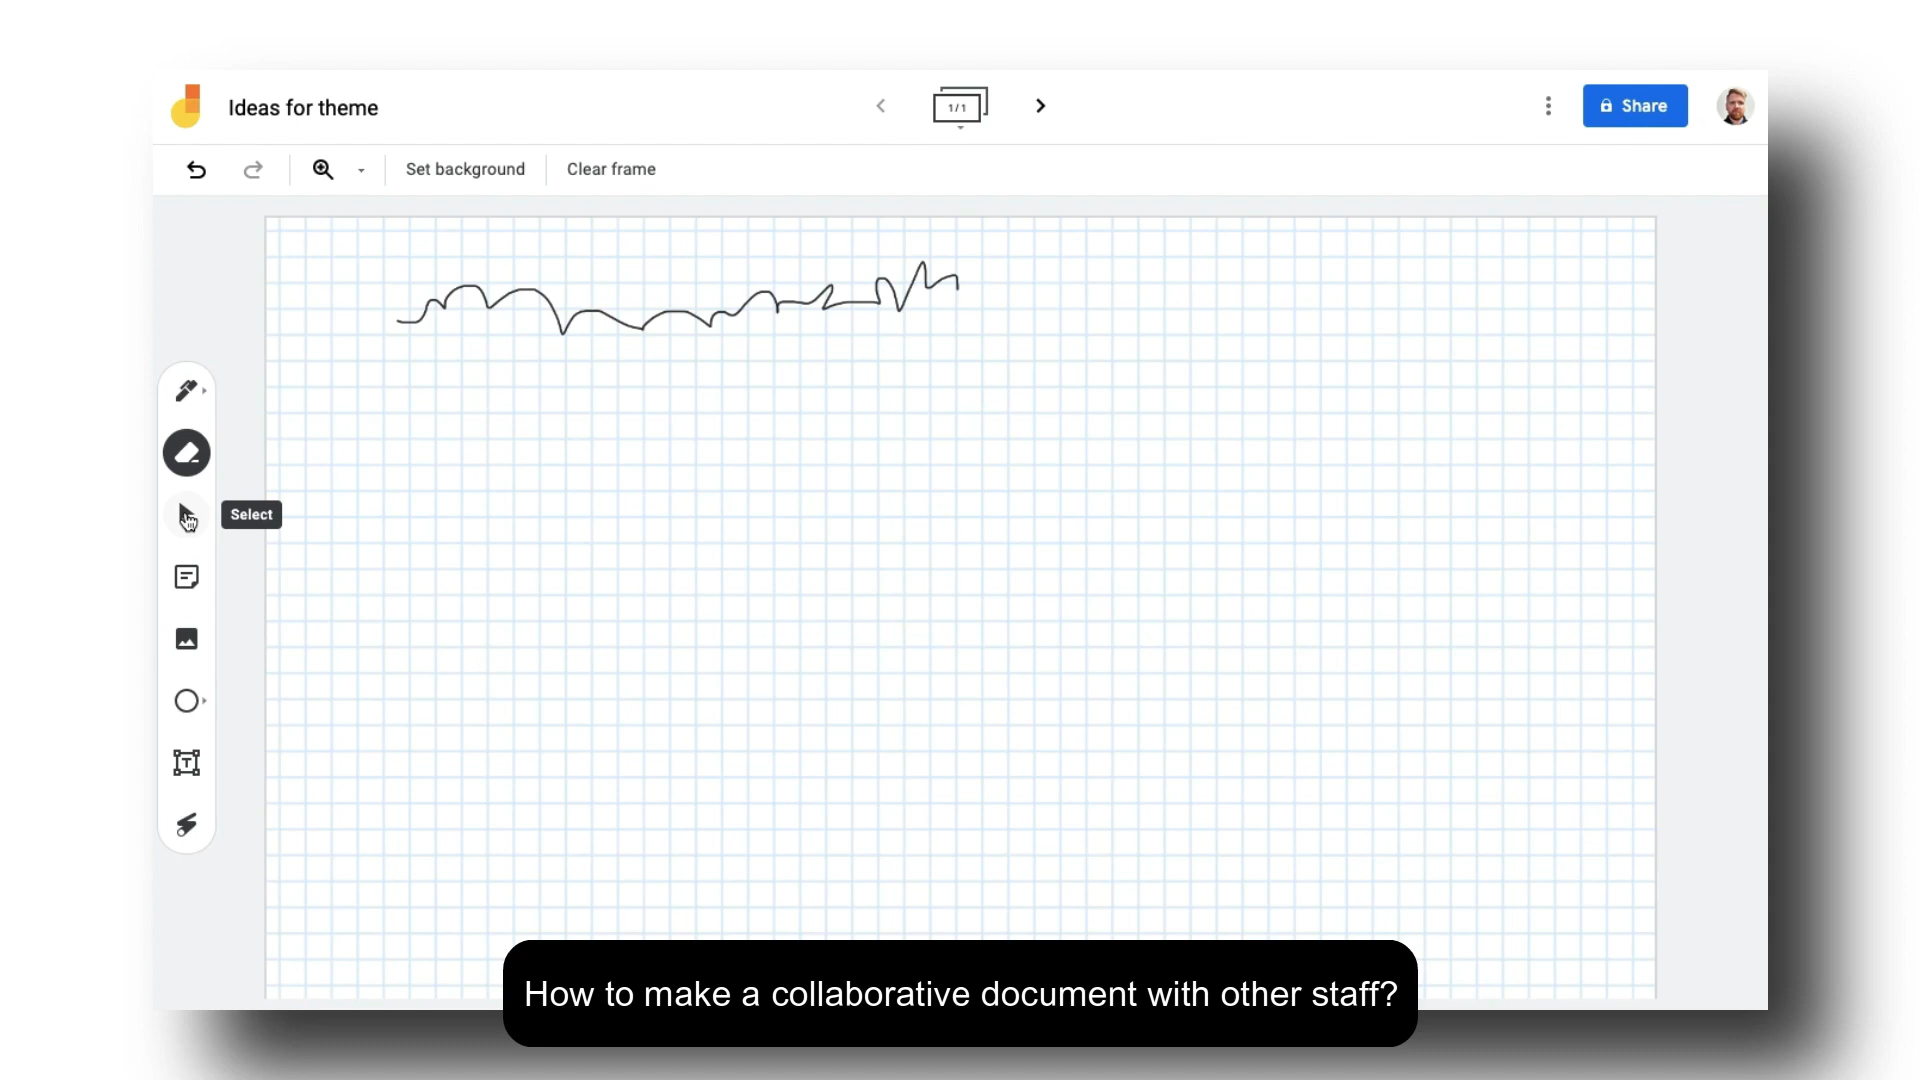 Ideas for theme
1/1
Share
Set background
Clear frame
Select
T
How to make a collaborative document with other staff?